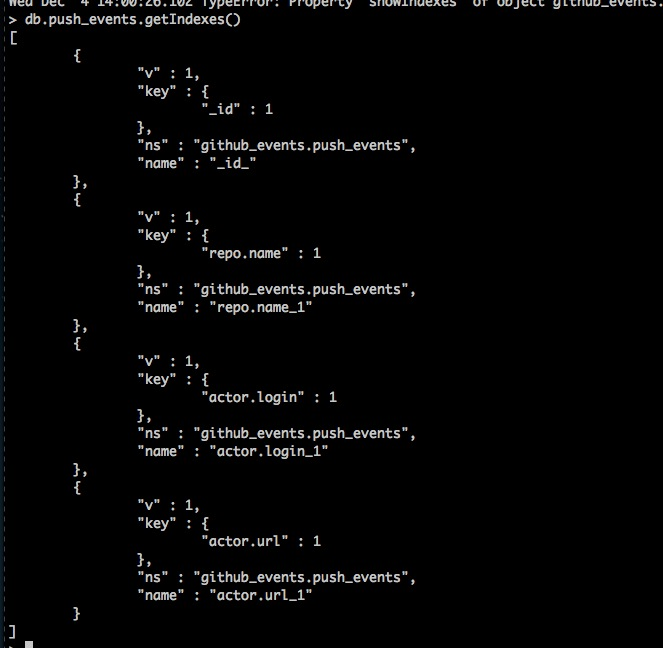 Wed Dec  4 14:00:26.102 TypeError: Property 'showIndexes' of object github_events.
> db.push_events.getIndexes()
[
        {
                "v" : 1,
                "key" : {
                        "_id" : 1
                },
                "ns" : "github_events.push_events",
                "name" : "_id_"
        },
        {
                "v" : 1,
                "key" : {
                        "repo.name" : 1
                },
                "ns" : "github_events.push_events",
                "name" : "repo.name_1"
        },
        {
                "v" : 1,
                "key" : {
                        "actor.login" : 1
                },
                "ns" : "github_events.push_events",
                "name" : "actor.login_1"
        },
        {
                "v" : 1,
                "key" : {
                        "actor.url" : 1
                },
                "ns" : "github_events.push_events",
                "name" : "actor.url_1"
        }
]
>